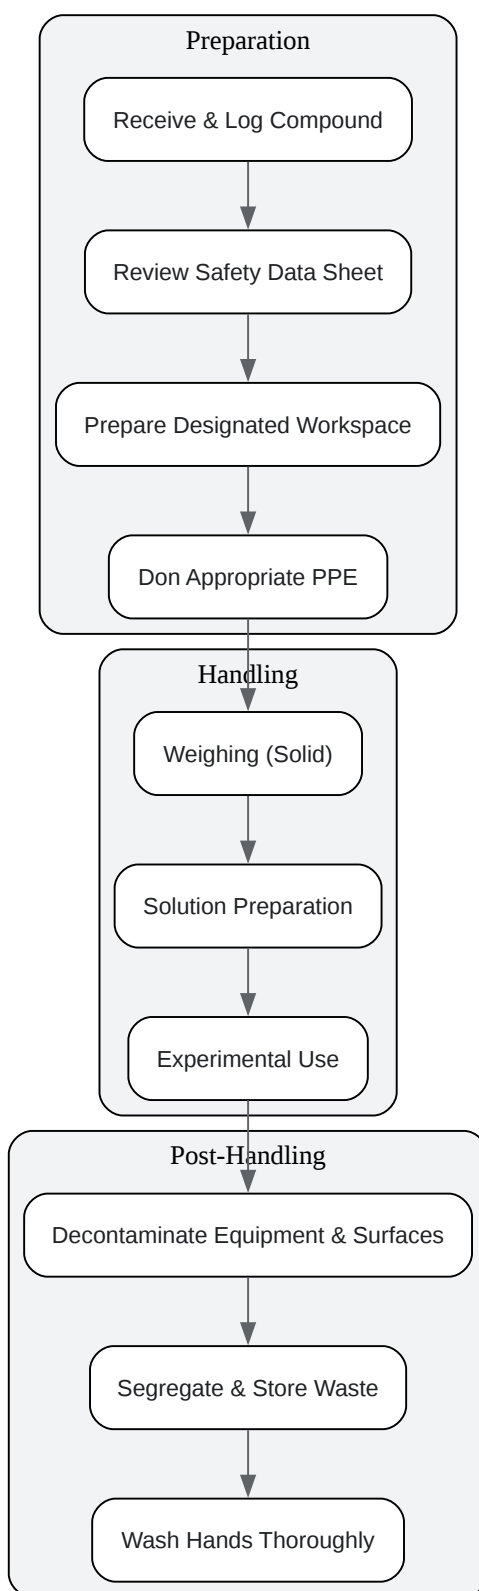 Preparation
Receive & Log Compound
Review Safety Data Sheet
Prepare Designated Workspace
Don Appropriate PPE
Handling
Weighing (Solid)
Solution Preparation
Experimental Use
Post-Handling
Decontaminate Equipment & Surfaces
Segregate & Store Waste
Wash Hands Thoroughly